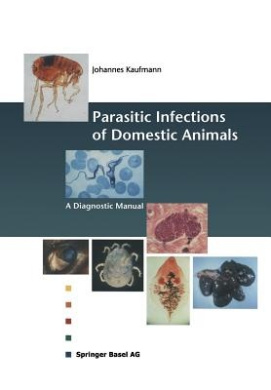 Johannes Kaufmann
Parasitic Infections
of Domestic Animals
A Diagnostic Manual
Springer Basel AG